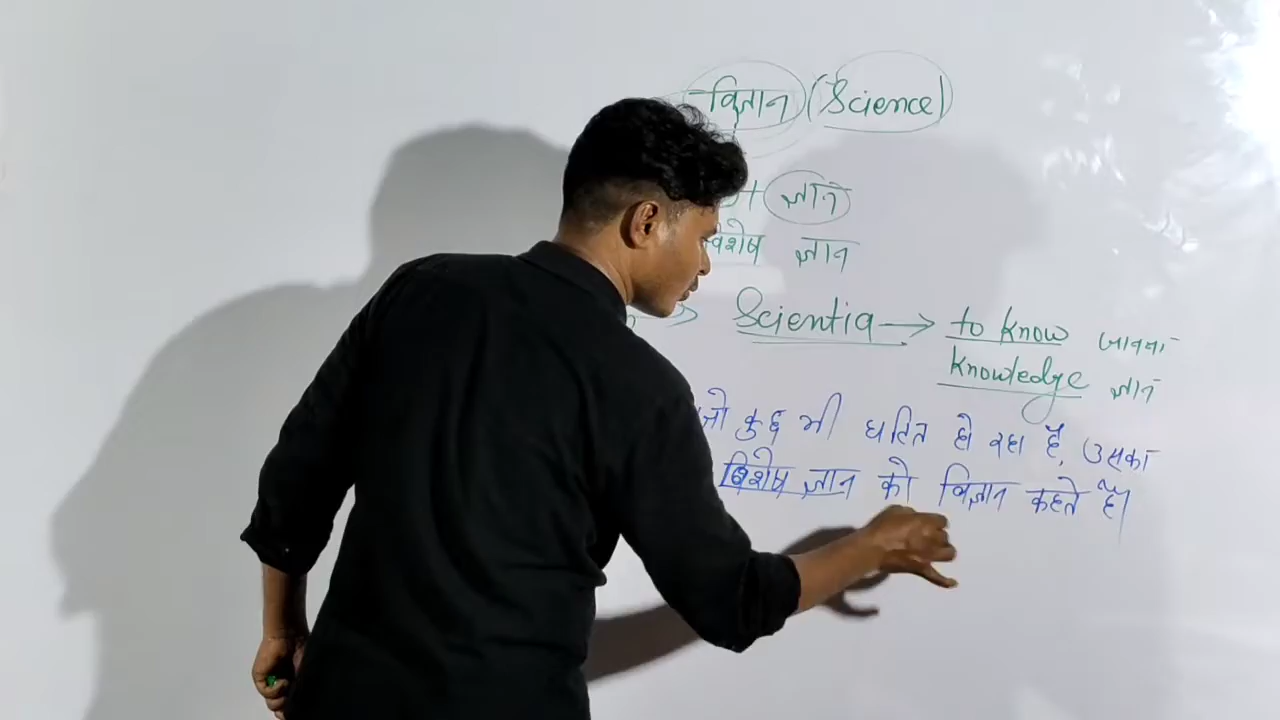 विज्ञान (Science)
+ ज्ञान
विशेष ज्ञान
Scientia → to know जानना
knowledge ज्ञान
जो कुछ भी घटित हो रहा है, उसका
विशेष ज्ञान को विज्ञान कहते हैं।